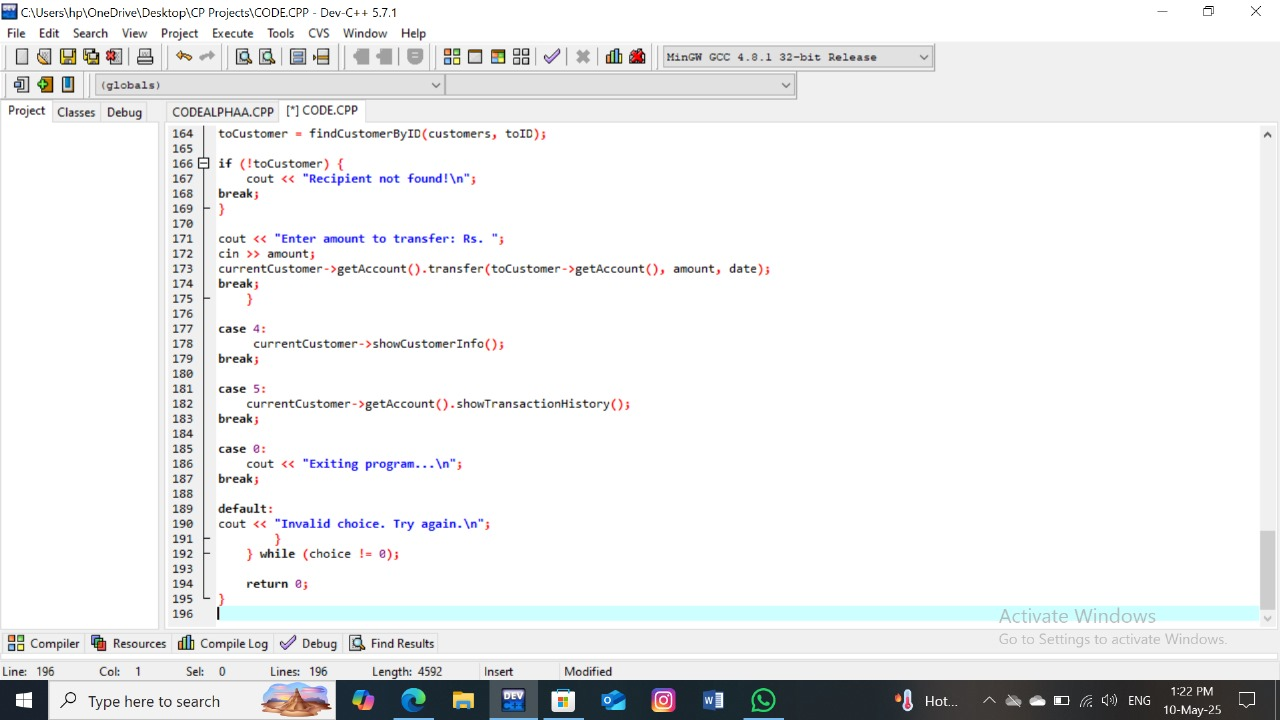 C:\Users\hp\OneDrive\Desktop\CP Projects\CODE.CPP - Dev-C++ 5.7.1
File Edit Search View Project Execute Tools CVS Window Help
MinGW GCC 4.8.1 32-bit Release
(globals)
Project Classes Debug CODEALPHAA.CPP [*] CODE.CPP
164 toCustomer = findCustomerByID(customers, toID);
165
166 if (!toCustomer) {
167 cout << "Recipient not found!\n";
168 break;
169 }
170
171 cout << "Enter amount to transfer: Rs. ";
172 cin >> amount;
173 currentCustomer->getAccount().transfer(toCustomer->getAccount(), amount, date);
174 break;
175 }
176
177 case 4:
178 currentCustomer->showCustomerInfo();
179 break;
180
181 case 5:
182 currentCustomer->getAccount().showTransactionHistory();
183 break;
184
185 case 0:
186 cout << "Exiting program...\n";
187 break;
188
189 default:
190 cout << "Invalid choice. Try again.\n";
191 }
192 } while (choice != 0);
193
194 return 0;
195 }
196
Activate Windows
Go to Settings to activate Windows.
Compiler Resources Compile Log Debug Find Results
Line: 196 Col: 1 Sel: 0 Lines: 196 Length: 4592 Insert Modified
Type here to search DEV Hot... ENG 1:22 PM
10-May-25